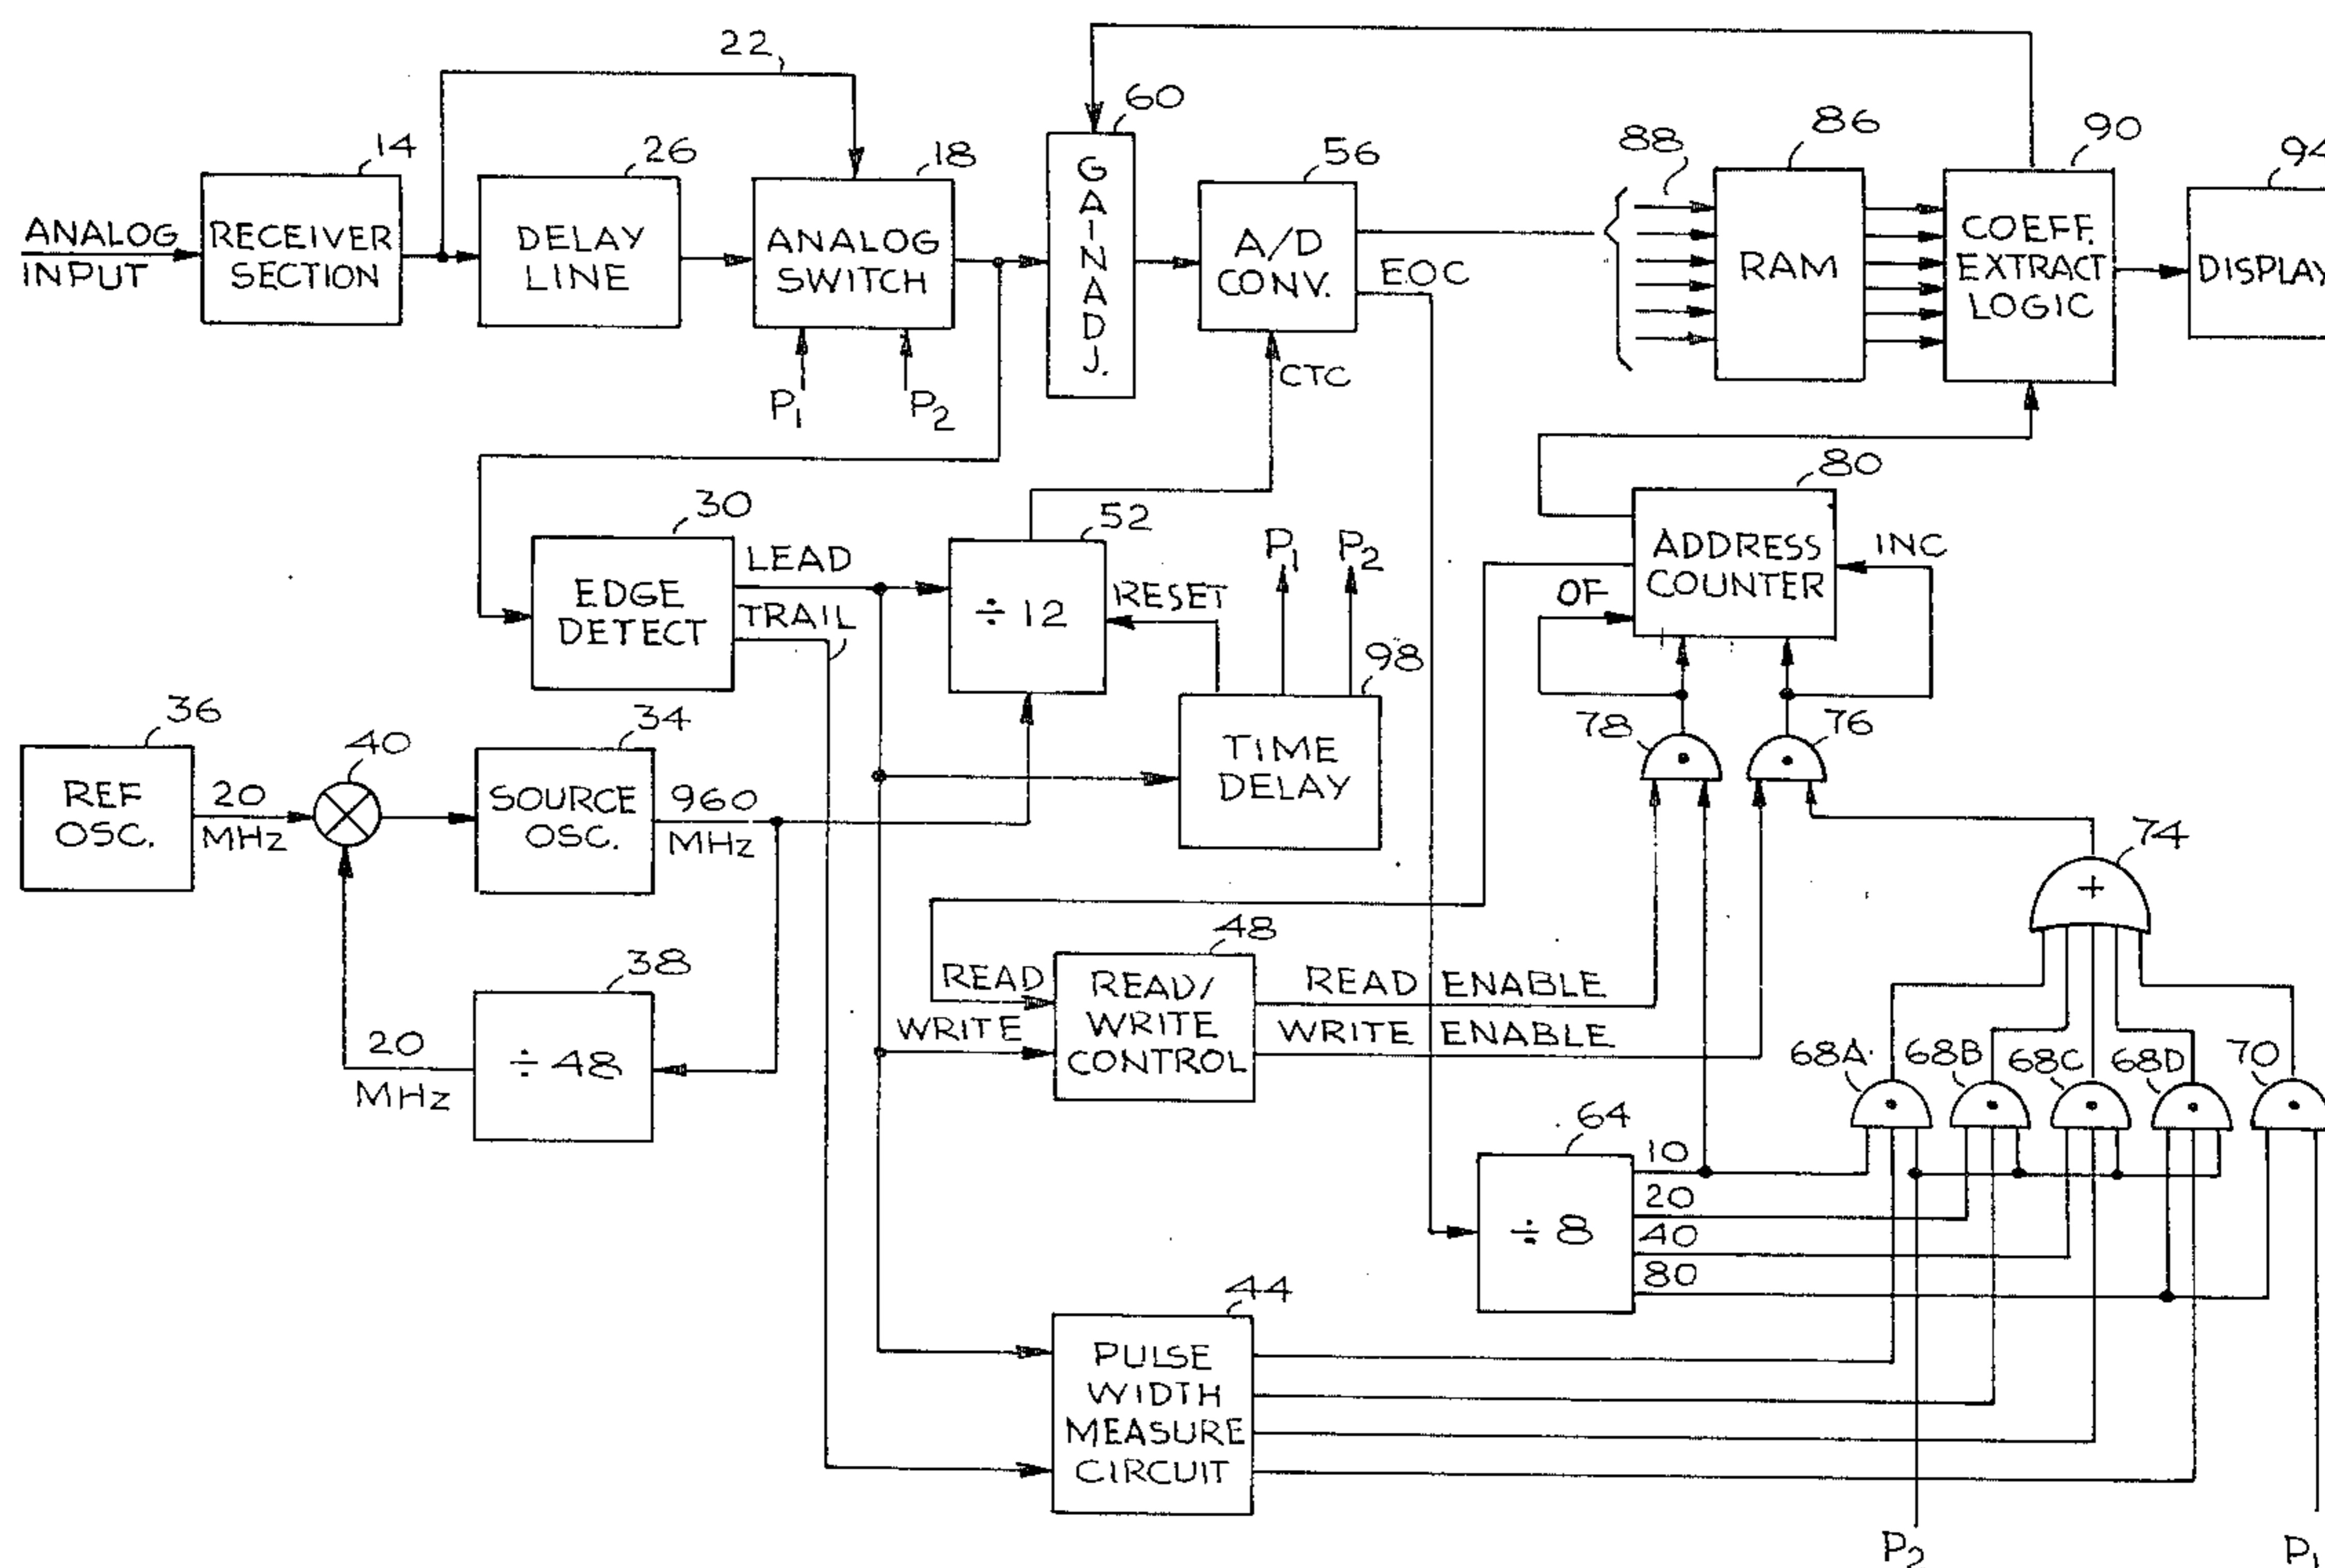 22
60
14
26
18
56
88
86
90
94
ANALOG
INPUT
RECEIVER
SECTION
DELAY
LINE
ANALOG
SWITCH
GAIN ADJ.
A/D
CONV.
EOC
RAM
COEFF.
EXTRACT
LOGIC
DISPLAY
P1
P2
CTC
80
30
LEAD
TRAIL
52
÷ 12
RESET
P1
P2
EDGE
DETECT
ADDRESS
COUNTER
INC
OF
98
36
40
34
78
76
REF
OSC.
20
MHz
SOURCE
OSC.
960
MHz
TIME
DELAY
74
+
38
48
READ
WRITE
READ/
WRITE
CONTROL
READ ENABLE
WRITE ENABLE
20
MHz
÷ 48
68A
68B
68C
68D
70
64
÷ 8
10
20
40
80
44
PULSE
WIDTH
MEASURE
CIRCUIT
P2
P1